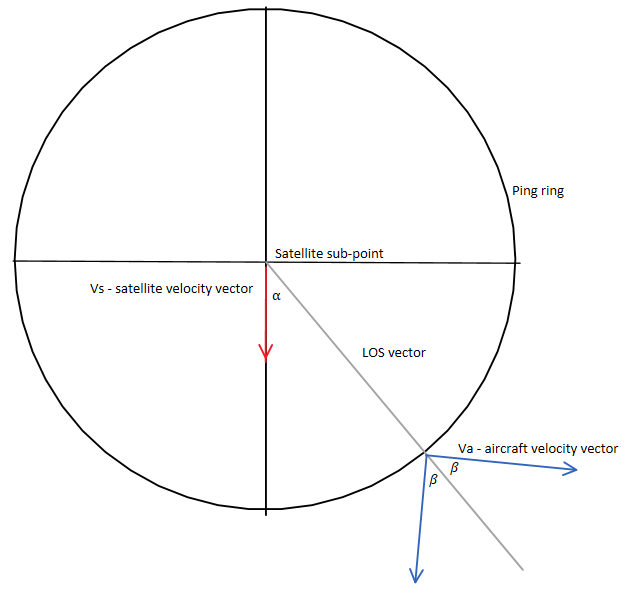 Ping ring
Satellite sub-point
Vs - satellite velocity vector
α
LOS vector
Va - aircraft velocity vector
β
β